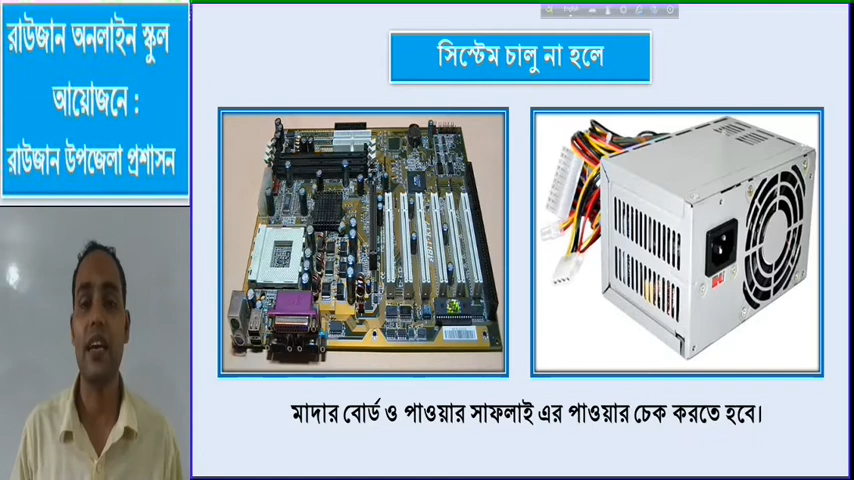 রাউজান অনলাইন স্কুল
আয়োজনে :
রাউজান উপজেলা প্রশাসন
সিস্টেম চালু না হলে
মাদার বোর্ড ও পাওয়ার সাফলাই এর পাওয়ার চেক করতে হবে।